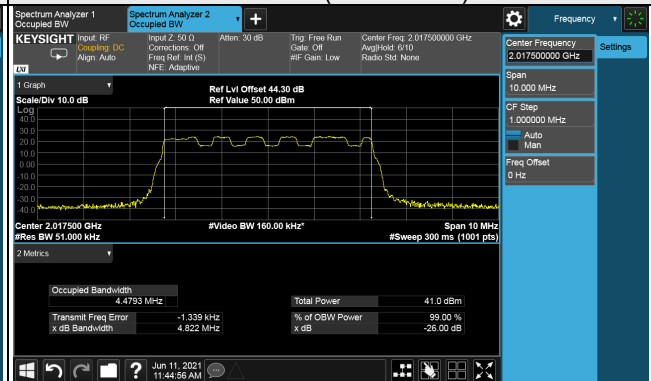 Spectrum Analyzer 1
Occupied BW
Spectrum Analyzer 2
Occupied BW
Frequency
KEYSIGHT
LXI
Input: RF
Coupling: DC
Align: Auto
Input Z: 50 Ω
Corrections: Off
Freq Ref: Int (S)
NFE: Adaptive
Atten: 30 dB
Trig: Free Run
Gate: Off
#IF Gain: Low
Center Freq: 2.017500000 GHz
Avg|Hold: 6/10
Radio Std: None
Center Frequency
2.017500000 GHz
Settings
Span
10.000 MHz
CF Step
1.000000 MHz
Auto
Man
Freq Offset
0 Hz
1 Graph
Scale/Div 10.0 dB
Ref Lvl Offset 44.30 dB
Ref Value 50.00 dBm
Log
40.0
30.0
20.0
10.0
0.00
-10.0
-20.0
-30.0
-40.0
Center 2.017500 GHz
#Res BW 51.000 kHz
#Video BW 160.00 kHz*
Span 10 MHz
#Sweep 300 ms (1001 pts)
2 Metrics
Occupied Bandwidth
4.4793 MHz
Total Power 41.0 dBm
Transmit Freq Error -1.339 kHz
% of OBW Power 99.00 %
x dB Bandwidth 4.822 MHz
x dB -26.00 dB
?
Jun 11, 2021
11:44:56 AM